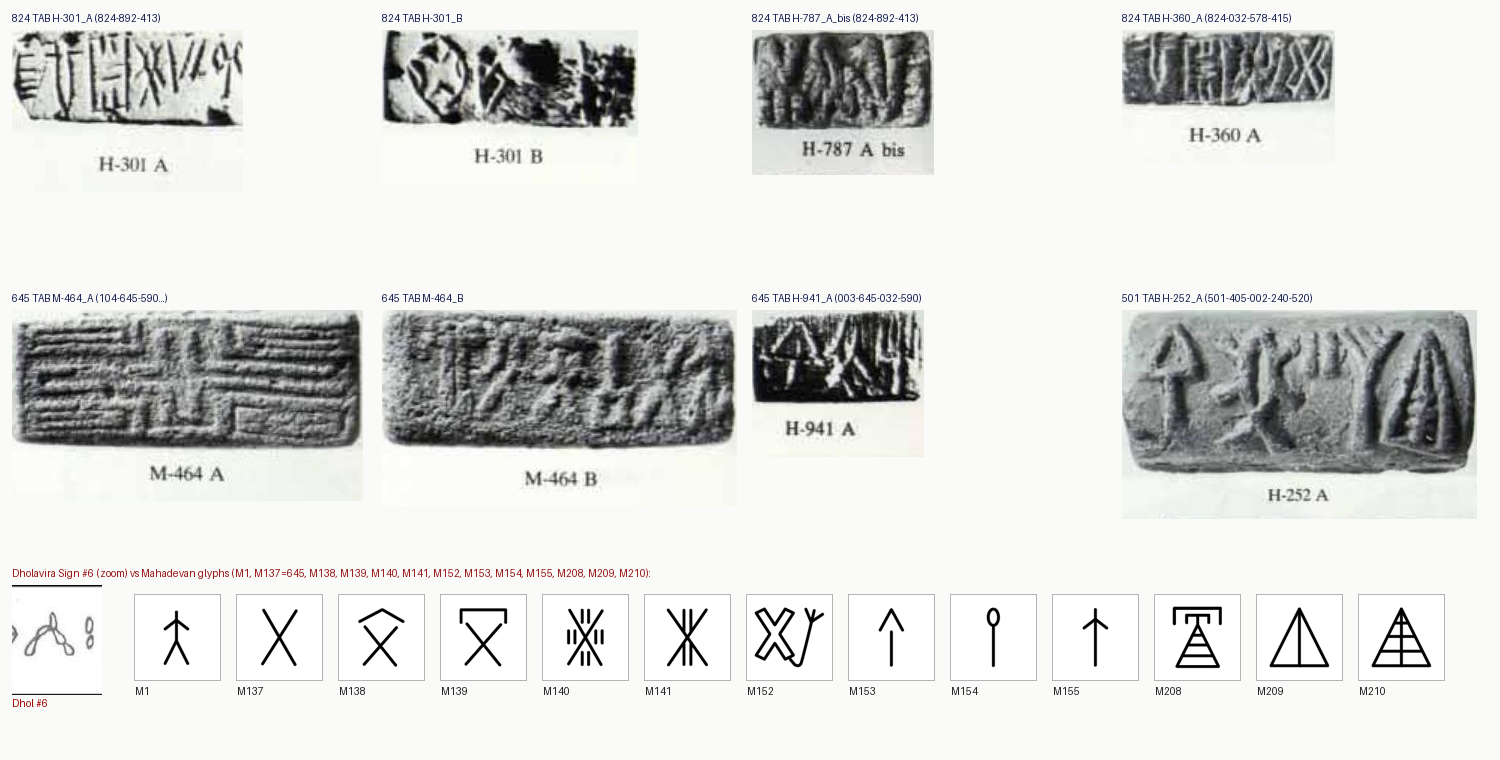 824 TAB H-301_A (824-892-413) 824 TAB H-301_B 824 TAB H-787_A_bis (824-892-413) 824 TAB H-360_A (824-032-578-415)
H-301 A
H-301 B
H-787 A bis
H-360 A
645 TAB M-464_A (104-645-590...) 645 TAB M-464_B 645 TAB H-941_A (003-645-032-590) 501 TAB H-252_A (501-405-002-240-520)
M-464 A
M-464 B
H-941 A
H-252 A
Dholavira Sign #6 (zoom) vs Mahadevan glyphs (M1, M137=645, M138, M139, M140, M141, M152, M153, M154, M155, M208, M209, M210):
Dhol #6
M1 M137 M138 M139 M140 M141 M152 M153 M154 M155 M208 M209 M210